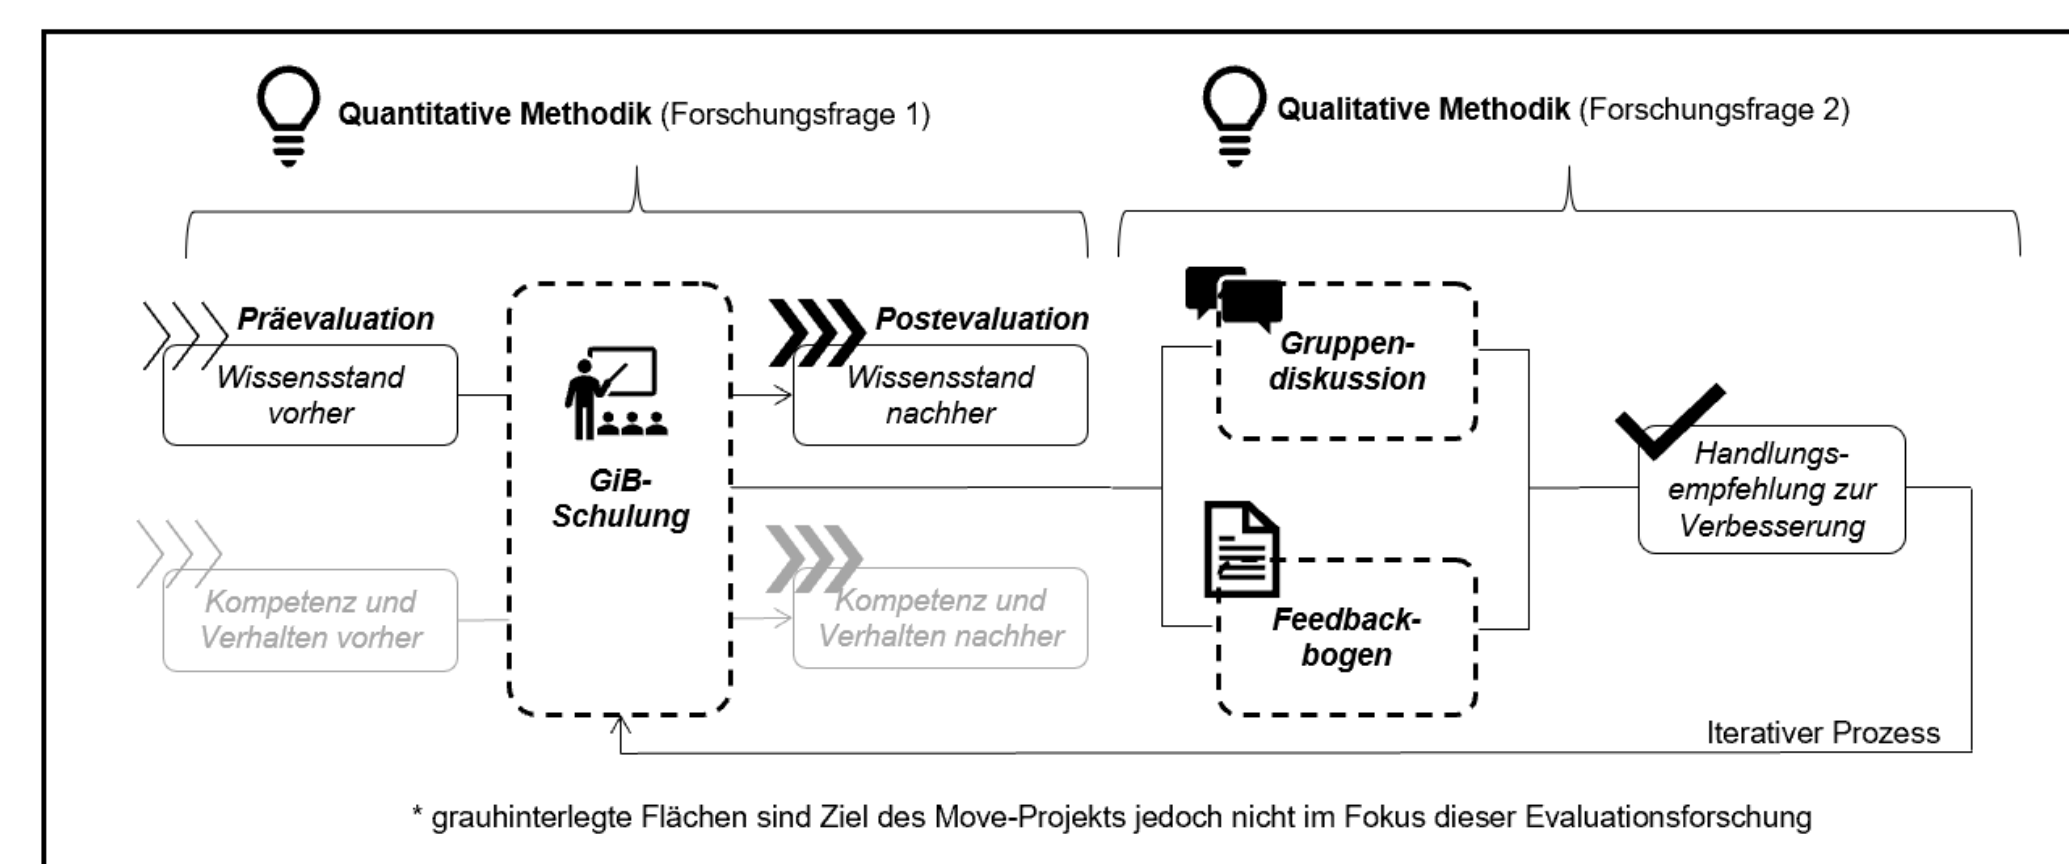 Quantitative Methodik (Forschungsfrage 1)
Qualitative Methodik (Forschungsfrage 2)
Präevaluation
Wissensstand
vorher
Kompetenz und
Verhalten vorher
GiB-
Schulung
Postevaluation
Wissensstand
nachher
Kompetenz und
Verhalten nachher
Gruppen-
diskussion
Feedback-
bogen
Handlungs-
empfehlung zur
Verbesserung
Iterativer Prozess
* grauhinterlegte Flächen sind Ziel des Move-Projekts jedoch nicht im Fokus dieser Evaluationsforschung